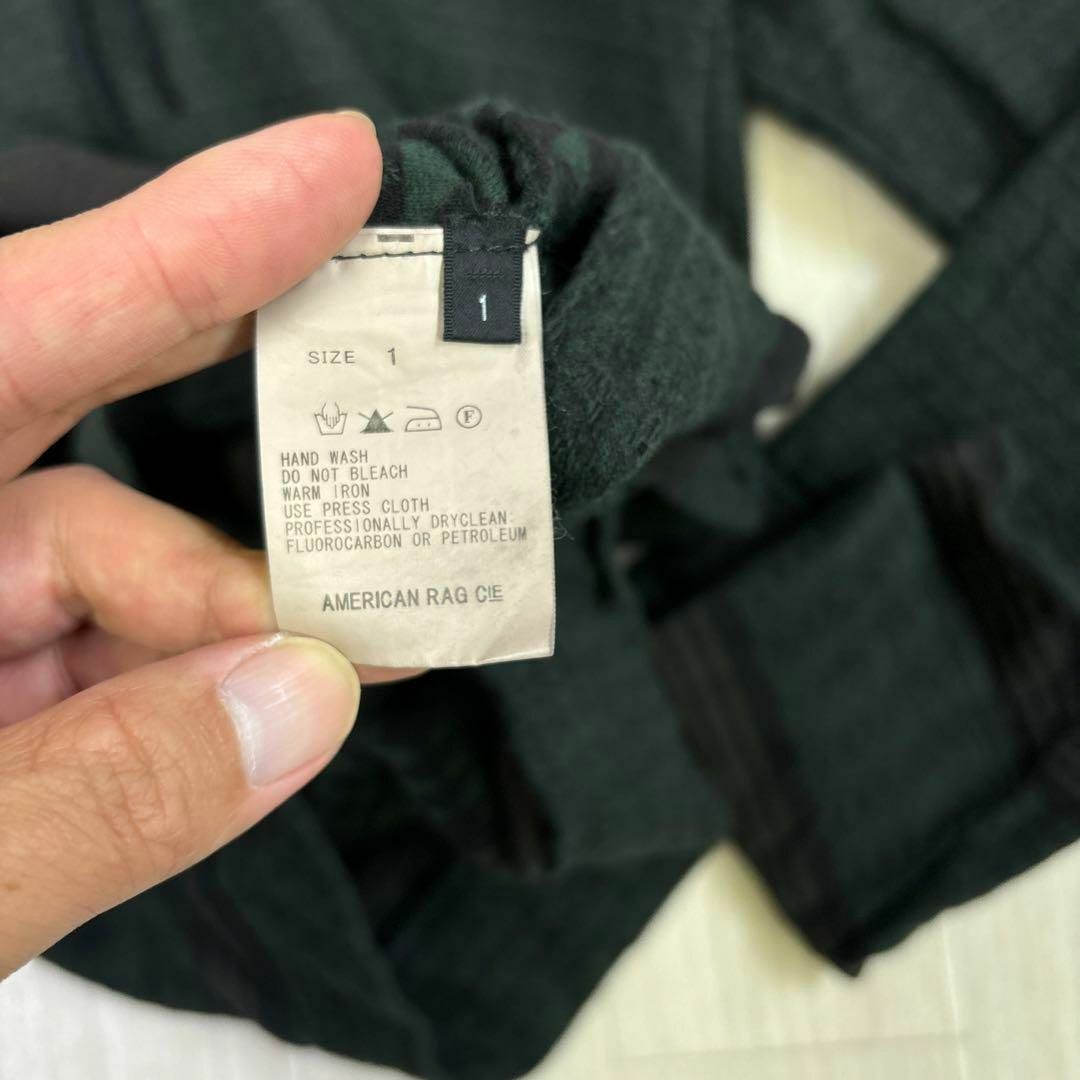 1
SIZE 1
F
HAND WASH
DO NOT BLEACH
WARM IRON
USE PRESS CLOTH
PROFESSIONALLY DRYCLEAN:
FLUOROCARBON OR PETROLEUM
AMERICAN RAG CIE